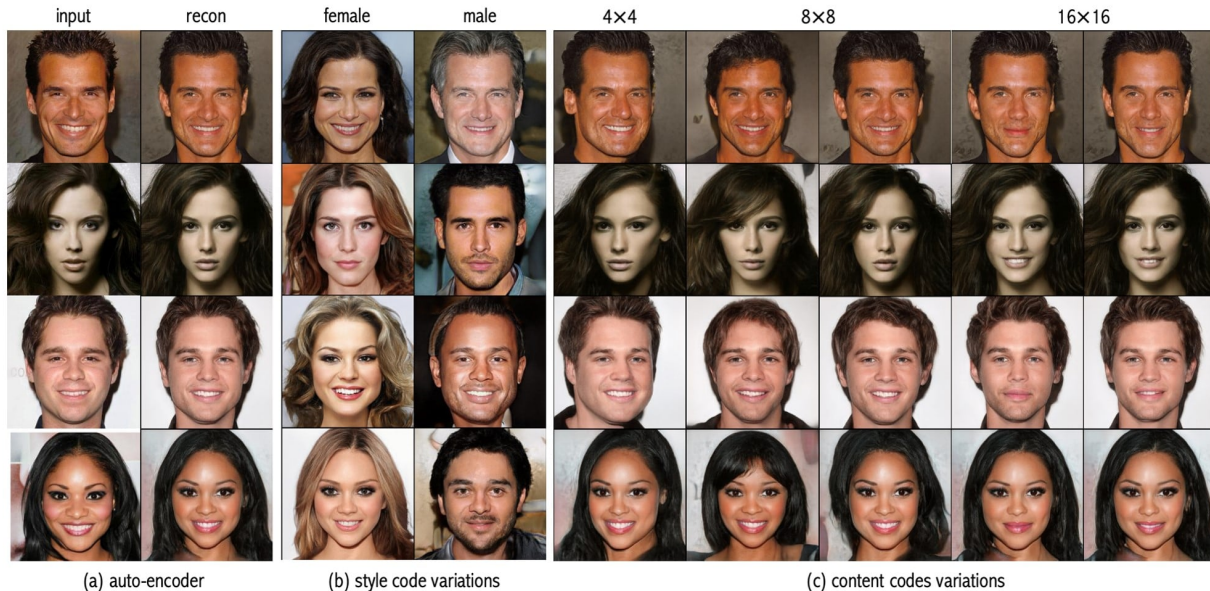 input recon female male 4×4 8×8 16×16
(a) auto-encoder (b) style code variations (c) content codes variations